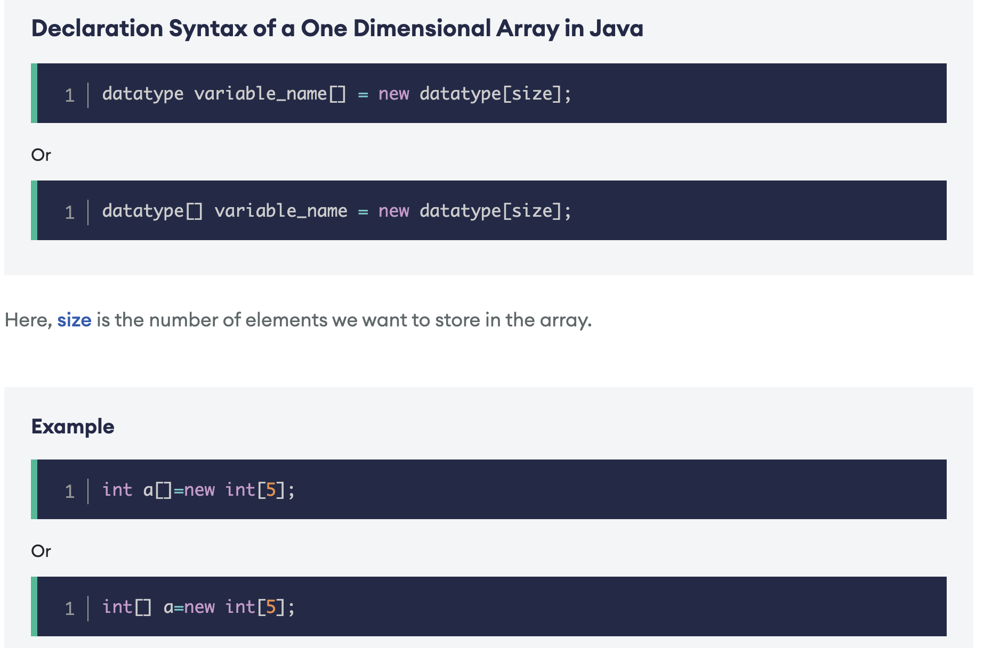 Declaration Syntax of a One Dimensional Array in Java
1 datatype variable_name[] = new datatype[size];
Or
1 datatype[] variable_name = new datatype[size];
Here, size is the number of elements we want to store in the array.
Example
1 int a[]=new int[5];
Or
1 int[] a=new int[5];